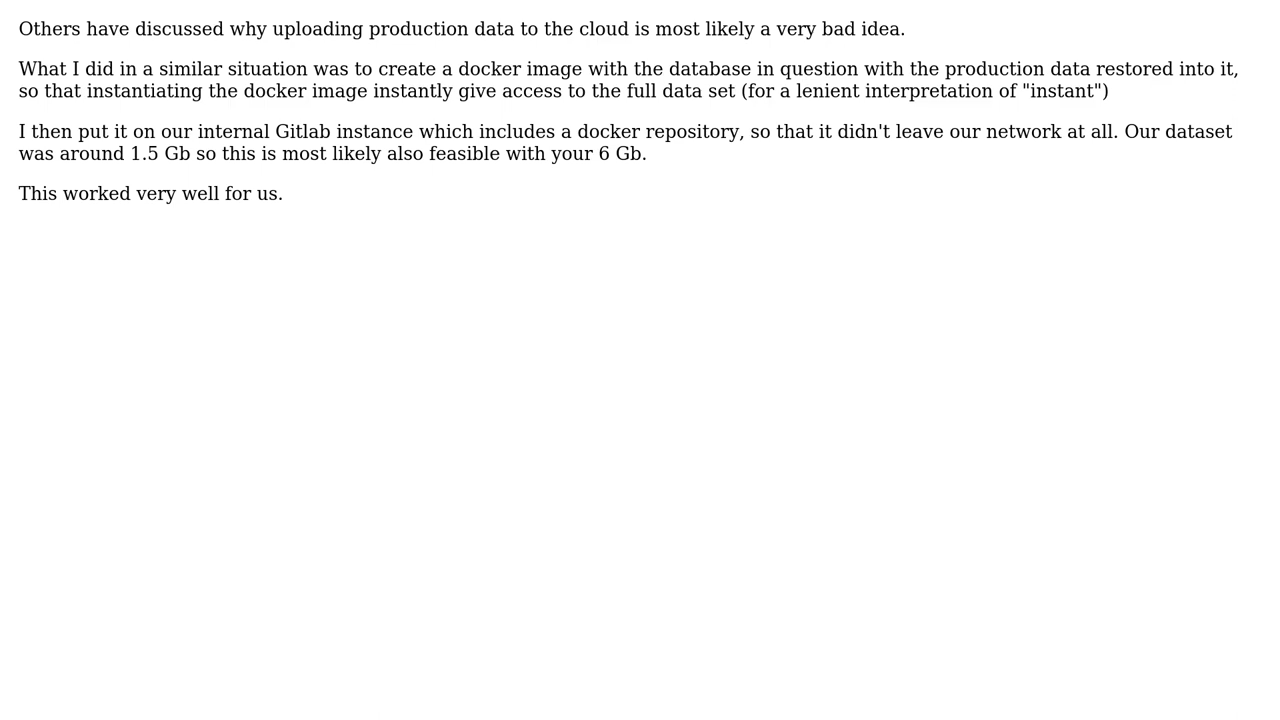 Others have discussed why uploading production data to the cloud is most likely a very bad idea.
What I did in a similar situation was to create a docker image with the database in question with the production data restored into it,
so that instantiating the docker image instantly give access to the full data set (for a lenient interpretation of "instant")
I then put it on our internal Gitlab instance which includes a docker repository, so that it didn't leave our network at all. Our dataset
was around 1.5 Gb so this is most likely also feasible with your 6 Gb.
This worked very well for us.